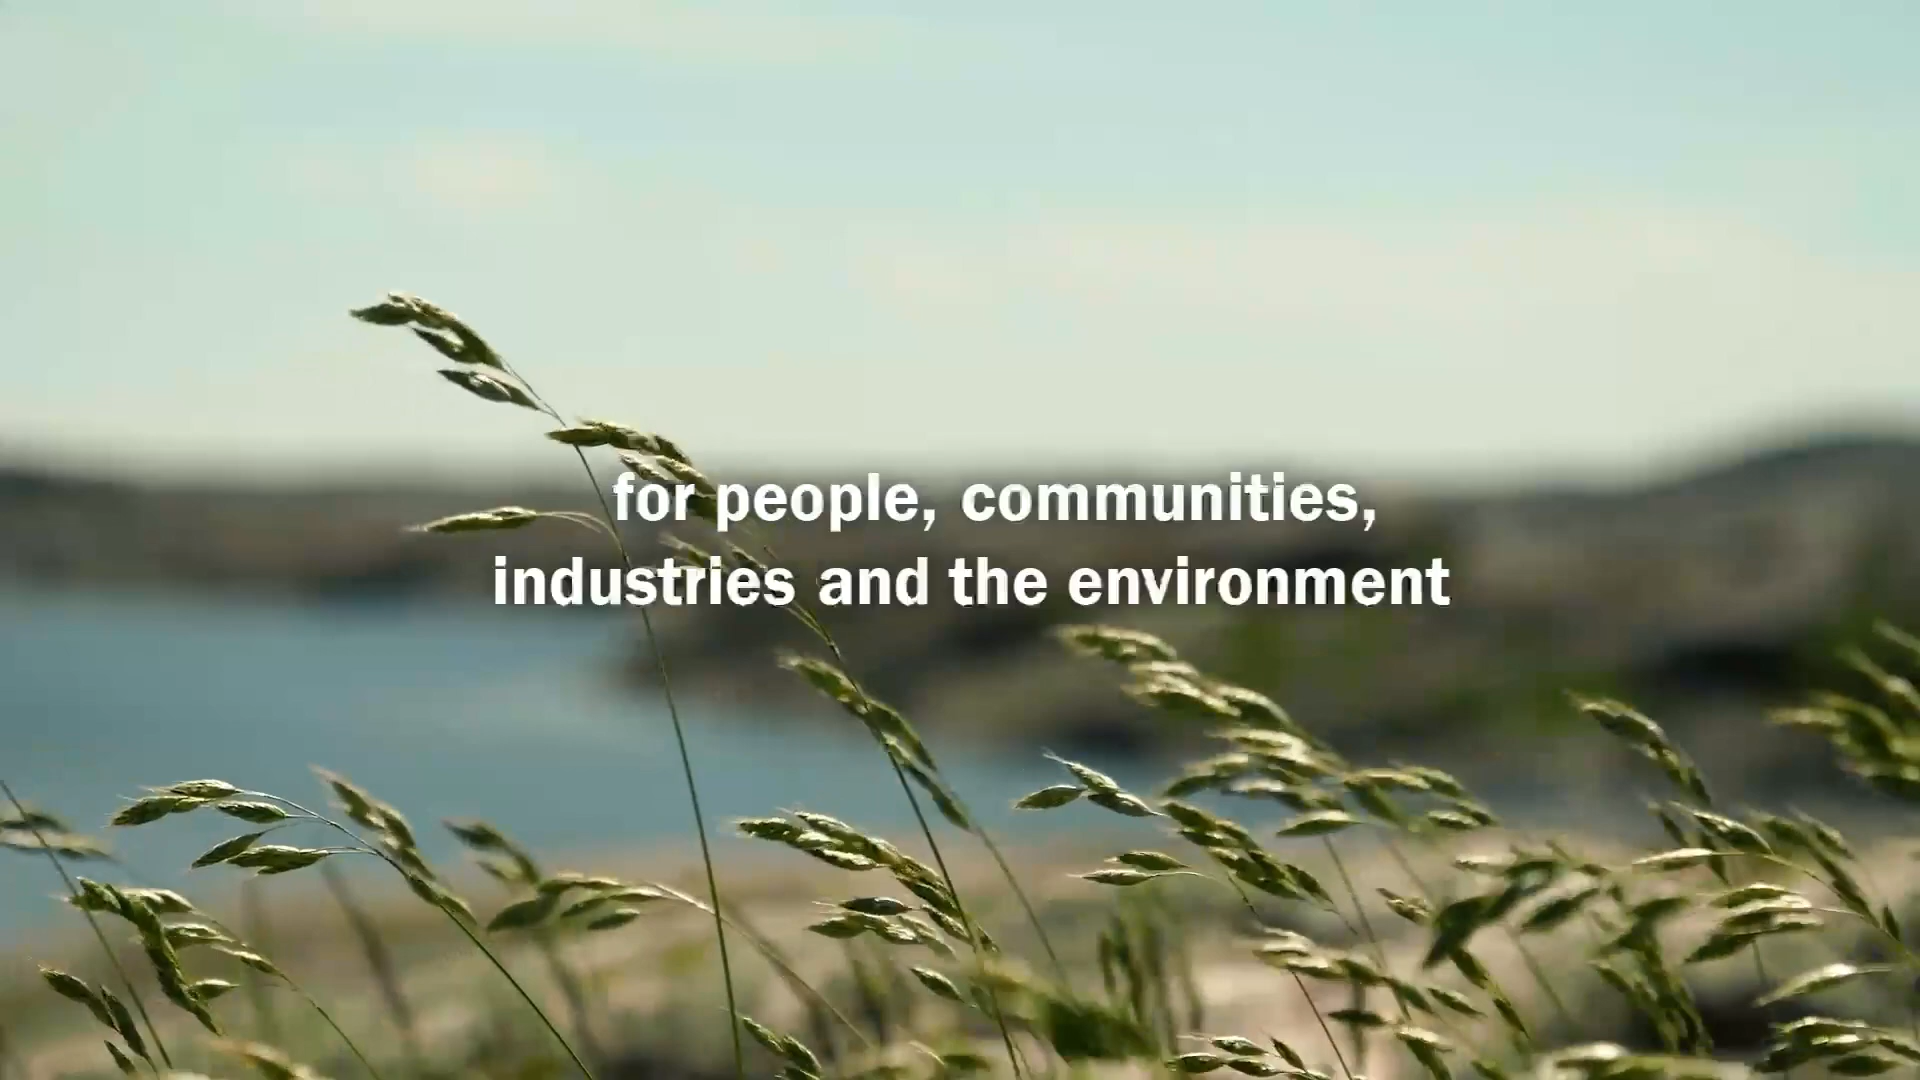 for people, communities,
industries and the environment